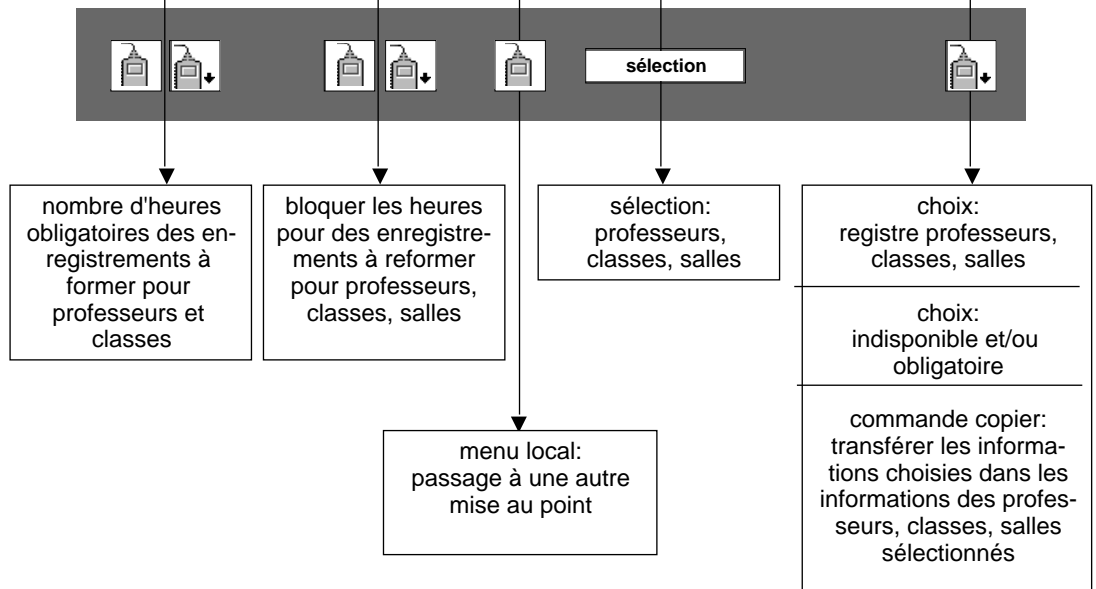 sélection
nombre d'heures
obligatoires des en-
registrements à
former pour
professeurs et
classes
bloquer les heures
pour des enregistre-
ments à reformer
pour professeurs,
classes, salles
sélection:
professeurs,
classes, salles
choix:
registre professeurs,
classes, salles
choix:
indisponible et/ou
obligatoire
commande copier:
transférer les informa-
tions choisies dans les
informations des profes-
seurs, classes, salles
sélectionnés
menu local:
passage à une autre
mise au point